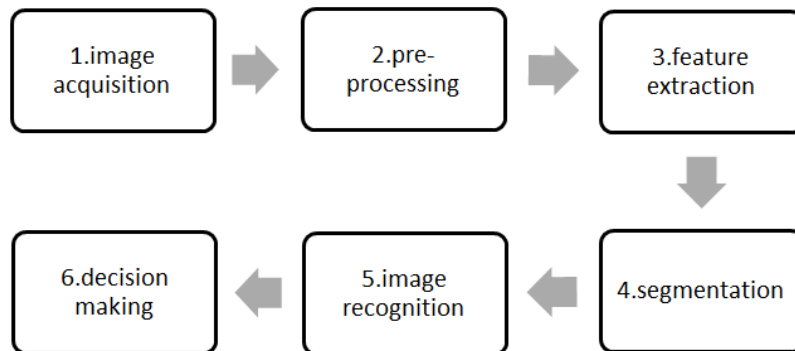 1.image
acquisition
2.pre-
processing
3.feature
extraction
4.segmentation
5.image
recognition
6.decision
making